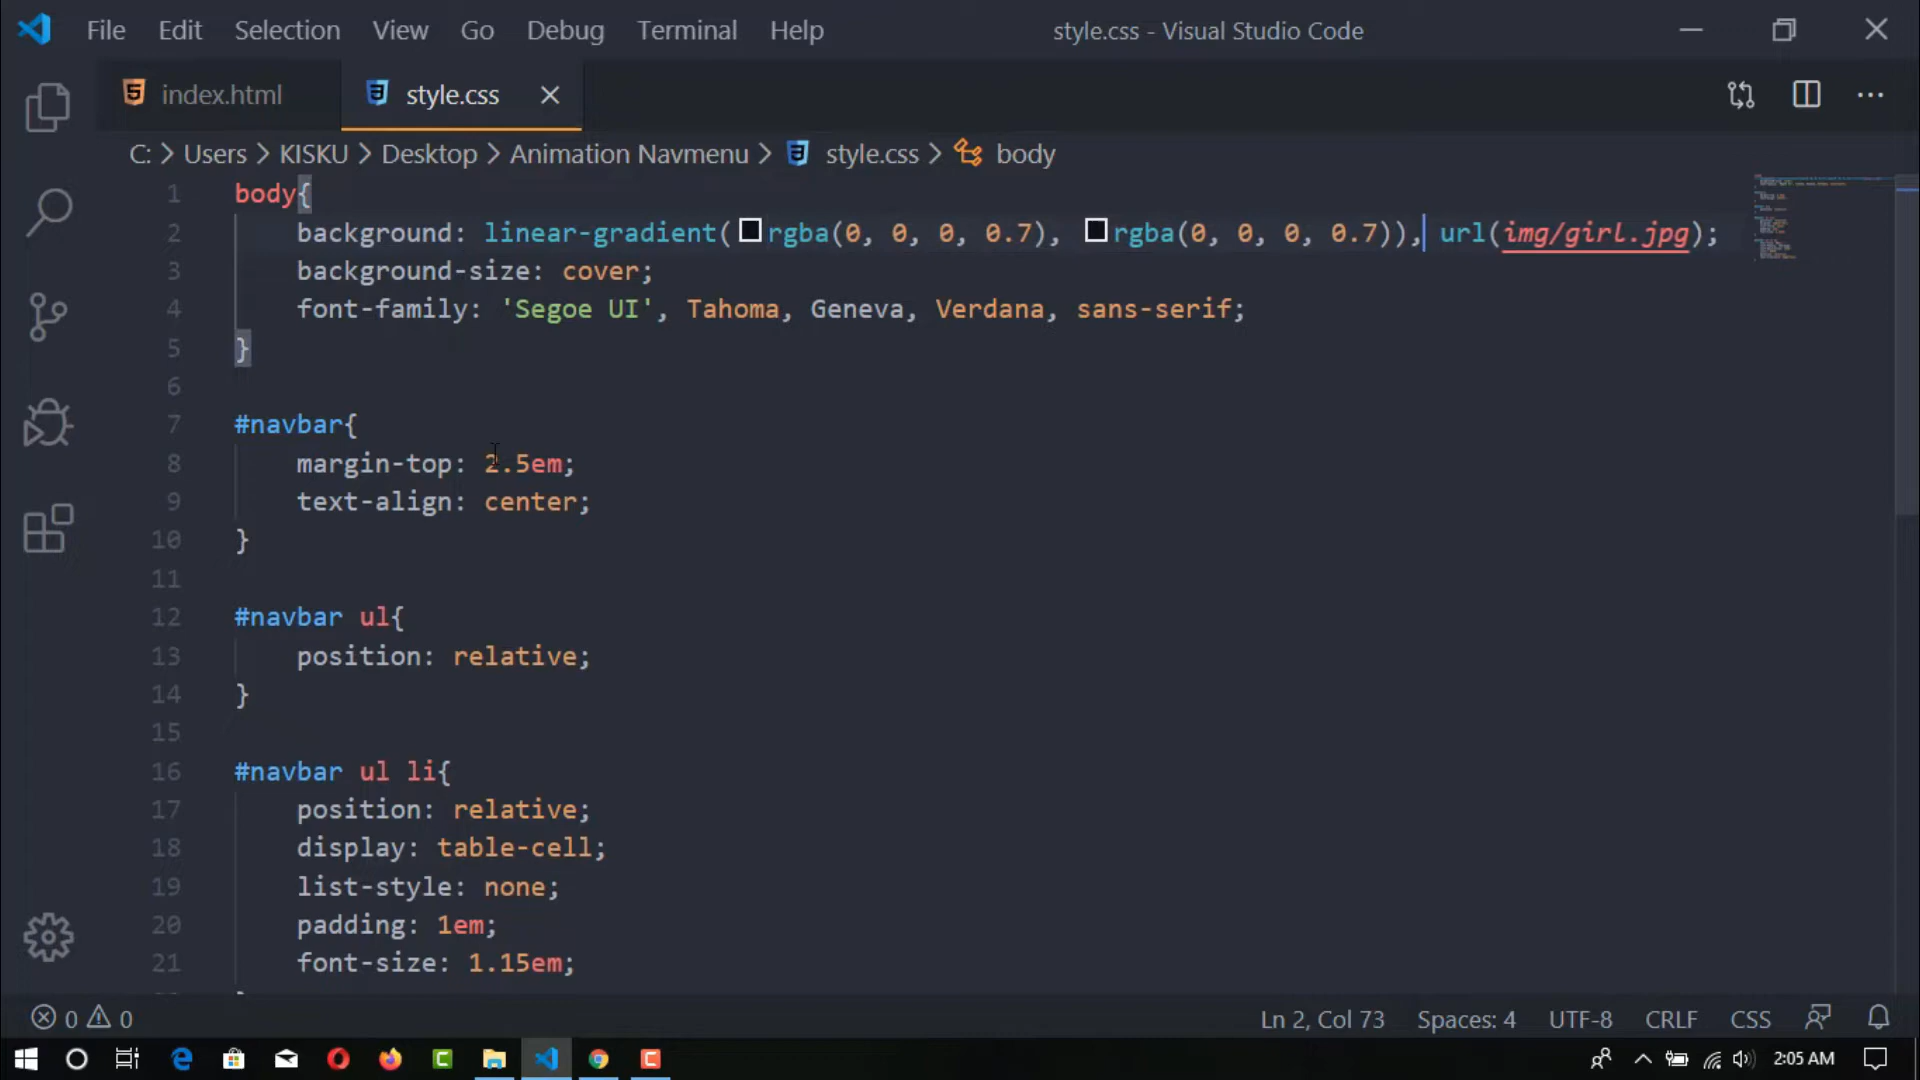 File Edit Selection View Go Debug Terminal Help style.css - Visual Studio Code
index.html style.css
C: > Users > KISKU > Desktop > Animation Navmenu > style.css > body
1 body{
2 background: linear-gradient(rgba(0, 0, 0, 0.7), rgba(0, 0, 0, 0.7)), url(img/girl.jpg);
3 background-size: cover;
4 font-family: 'Segoe UI', Tahoma, Geneva, Verdana, sans-serif;
5 }
6
7 #navbar{
8 margin-top: 2.5em;
9 text-align: center;
10 }
11
12 #navbar ul{
13 position: relative;
14 }
15
16 #navbar ul li{
17 position: relative;
18 display: table-cell;
19 list-style: none;
20 padding: 1em;
21 font-size: 1.15em;
0 0 Ln 2, Col 73 Spaces: 4 UTF-8 CRLF CSS
2:05 AM